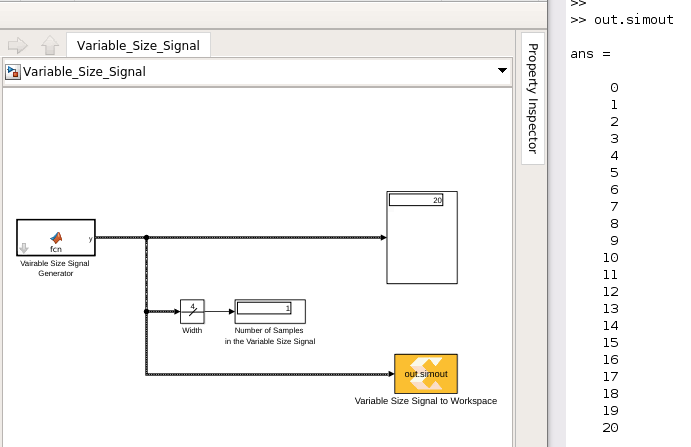 Variable_Size_Signal
Variable_Size_Signal
Property Inspector
fcn
y
Vairable Size Signal
Generator
20
4
Width
1
Number of Samples
in the Variable Size Signal
out.simout
Variable Size Signal to Workspace
>>
>> out.simout
ans =
0
1
2
3
4
5
6
7
8
9
10
11
12
13
14
15
16
17
18
19
20